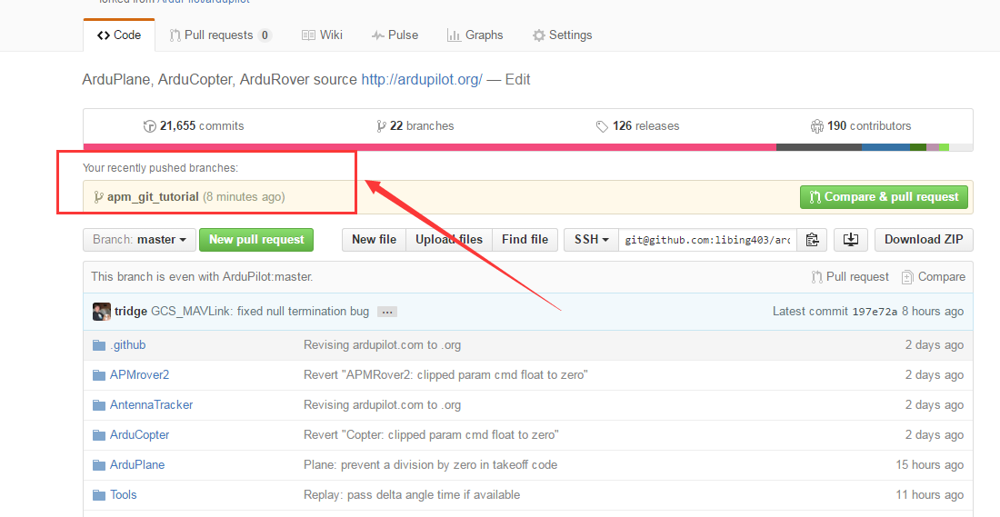 forked from ArduPilot/ardupilot
Code Pull requests 0 Wiki Pulse Graphs Settings
ArduPlane, ArduCopter, ArduRover source http://ardupilot.org/ — Edit
21,655 commits 22 branches 126 releases 190 contributors
Your recently pushed branches:
apm_git_tutorial (8 minutes ago) Compare & pull request
Branch: master New pull request New file Upload files Find file SSH git@github.com:libing403/arc Download ZIP
This branch is even with ArduPilot:master. Pull request Compare
tridge GCS_MAVLink: fixed null termination bug ... Latest commit 197e72a 8 hours ago
.github Revising ardupilot.com to .org 2 days ago
APMrover2 Revert "APMRover2: clipped param cmd float to zero" 2 days ago
AntennaTracker Revising ardupilot.com to .org 2 days ago
ArduCopter Revert "Copter: clipped param cmd float to zero" 2 days ago
ArduPlane Plane: prevent a division by zero in takeoff code 15 hours ago
Tools Replay: pass delta angle time if available 11 hours ago